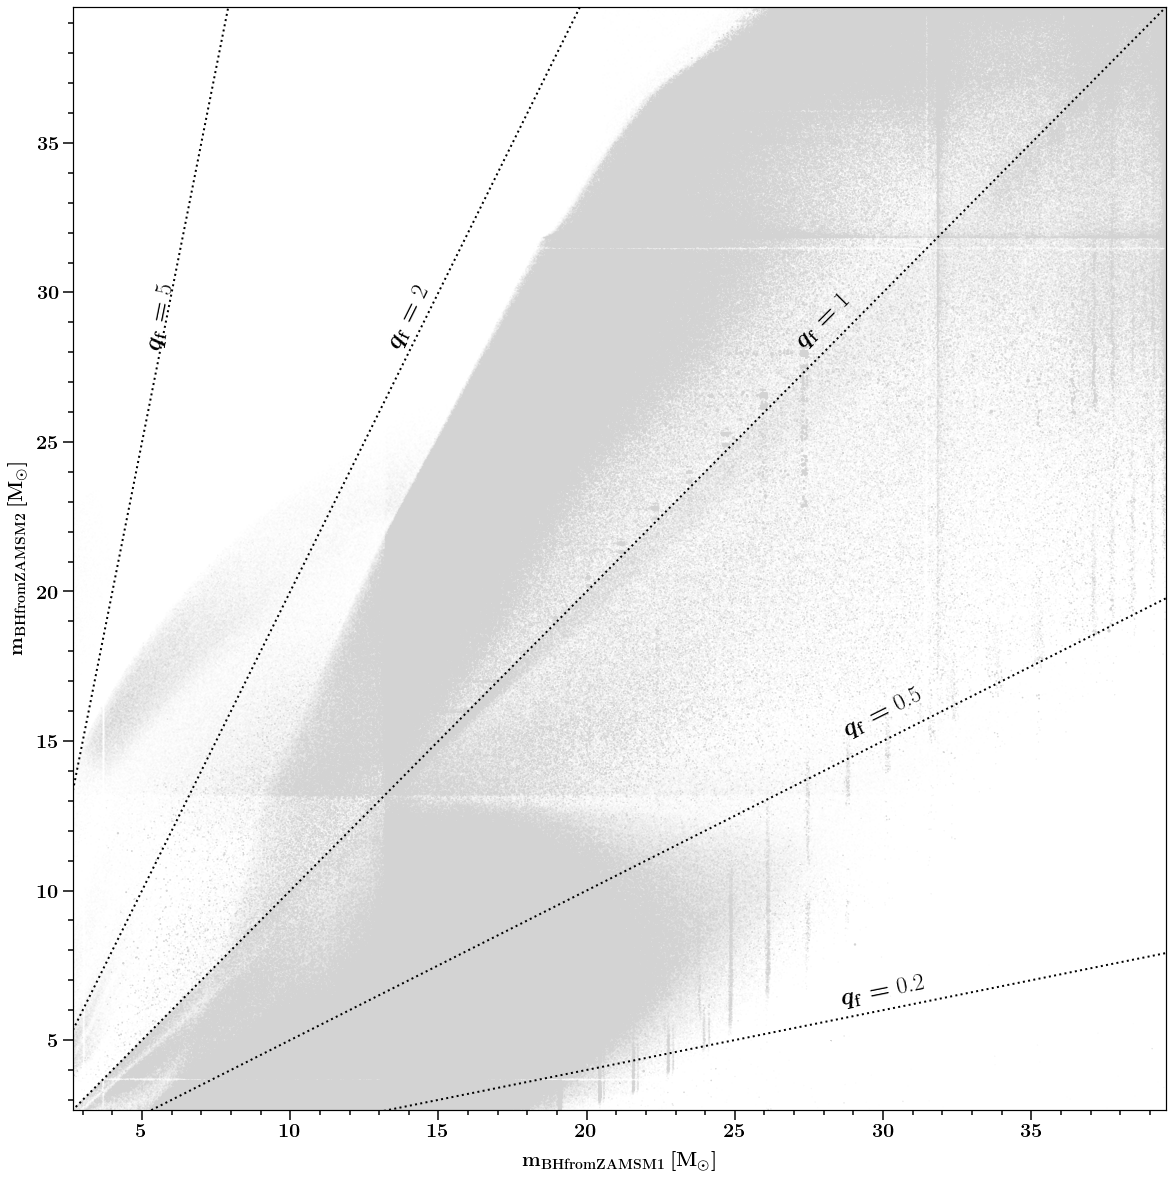 35
30
25
20
15
10
5
5
10
15
20
25
30
35
q_f = 5
q_f = 2
q_f = 1
q_f = 0.5
q_f = 0.2
m_BHfromZAMSM2 [M_⊙]
m_BHfromZAMSM1 [M_⊙]